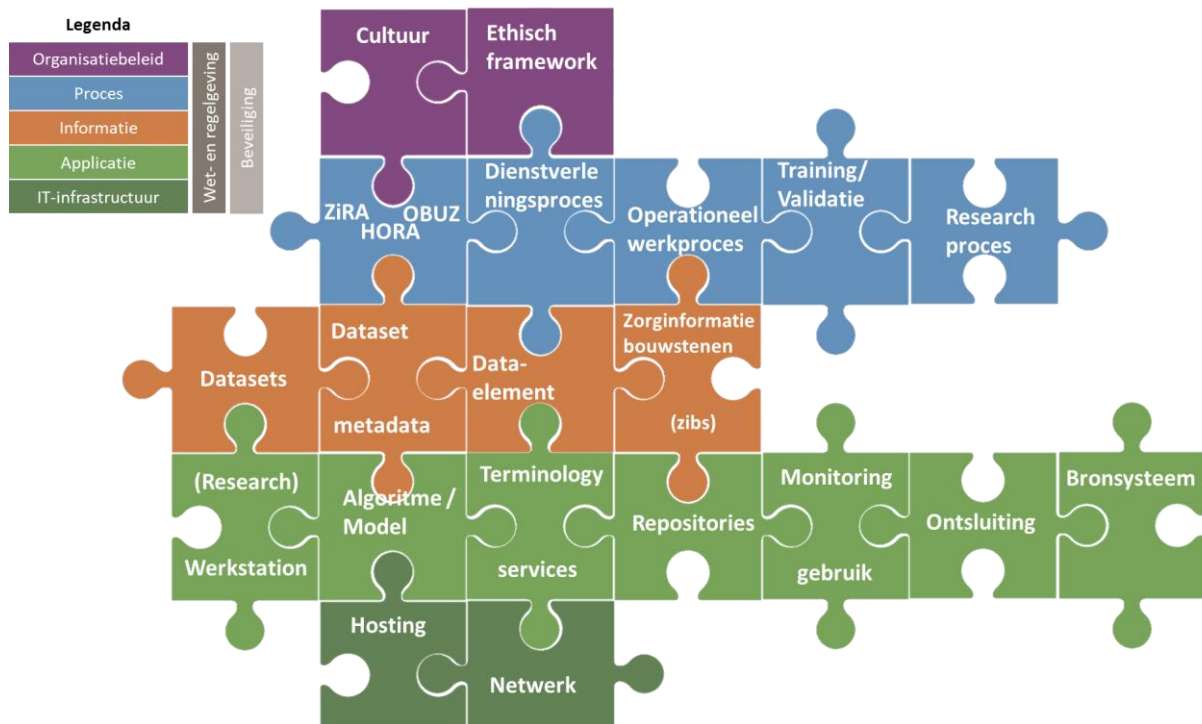 Legenda
Organisatiebeleid
Proces
Informatie
Applicatie
IT-infrastructuur
Wet- en regelgeving
Beveiliging
Cultuur
Ethisch
framework
ZiRA
OBUZ
HORA
Dienstverle
ningsproces
Operationeel
werkproces
Training/
Validatie
Research
proces
Datasets
Dataset
metadata
Data-
element
Zorginformatie
bouwstenen
(zibs)
(Research)
Werkstation
Algoritme /
Model
Terminology
services
Repositories
Monitoring
gebruik
Ontsluiting
Bronsysteem
Hosting
Netwerk